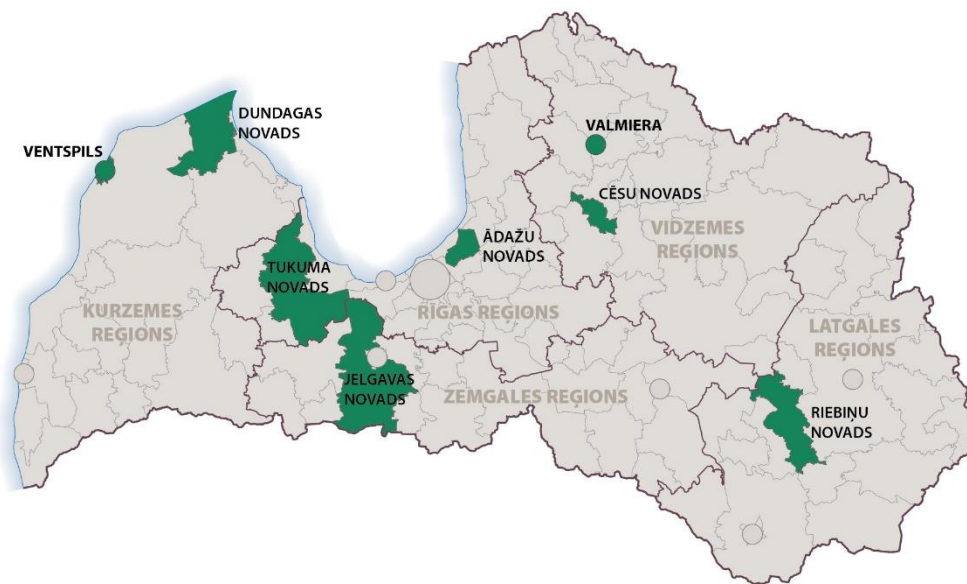 DUNDAGAS
NOVADS
VENTSPILS
VALMIERA
CĒSU NOVADS
VIDZEMES
REĢIONS
ĀDAŽU
NOVADS
TUKUMA
NOVADS
KURZEMES
REĢIONS
RĪGAS REĢIONS
LATGALES
REĢIONS
JELGAVAS
NOVADS
ZEMGALES REĢIONS
RIEBIŅU
NOVADS